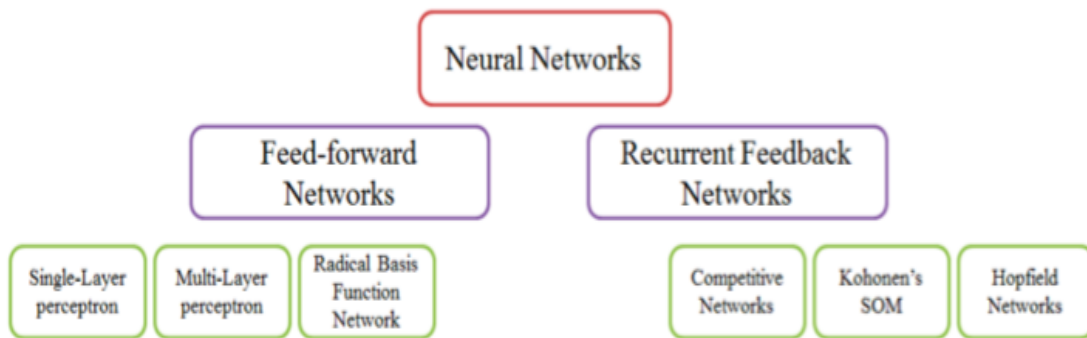 Neural Networks
Feed-forward
Networks
Recurrent Feedback
Networks
Single-Layer
perceptron
Multi-Layer
perceptron
Radical Basis
Function
Network
Competitive
Networks
Kohonen's
SOM
Hopfield
Networks